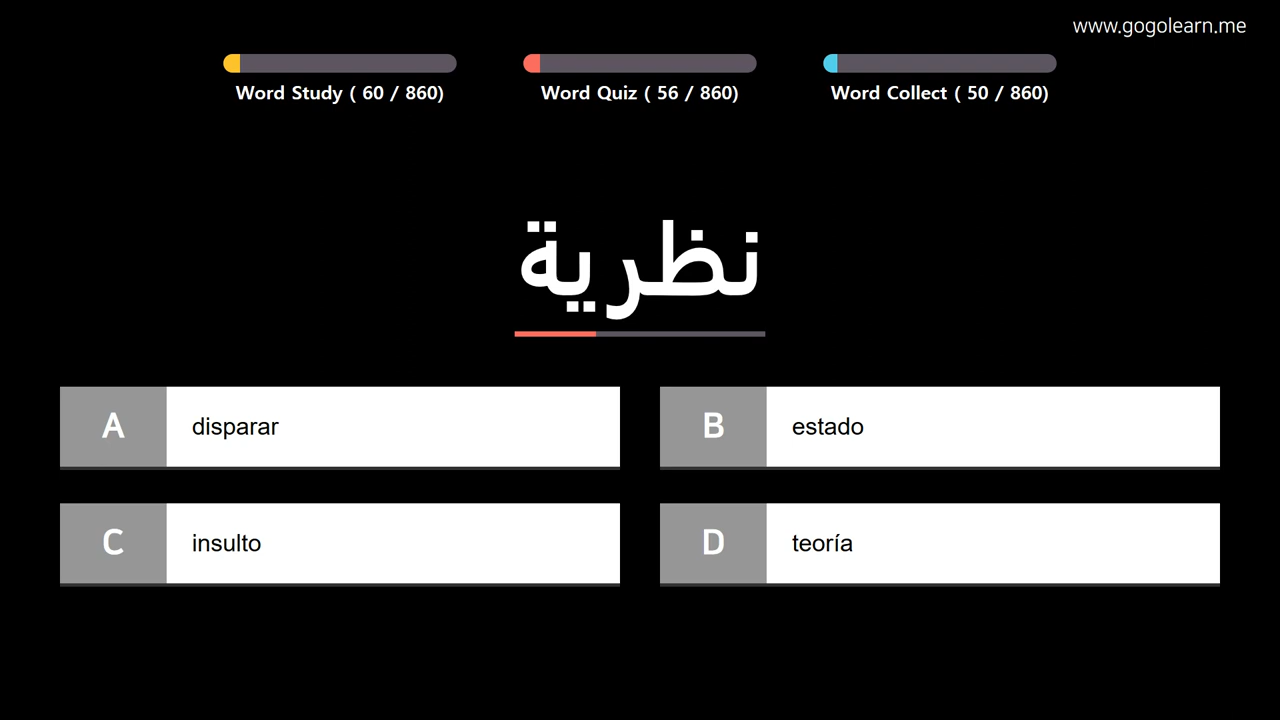 www.gogolearn.me
Word Study ( 60 / 860)
Word Quiz ( 56 / 860)
Word Collect ( 50 / 860)
نظرية
A disparar
B estado
C insulto
D teoría